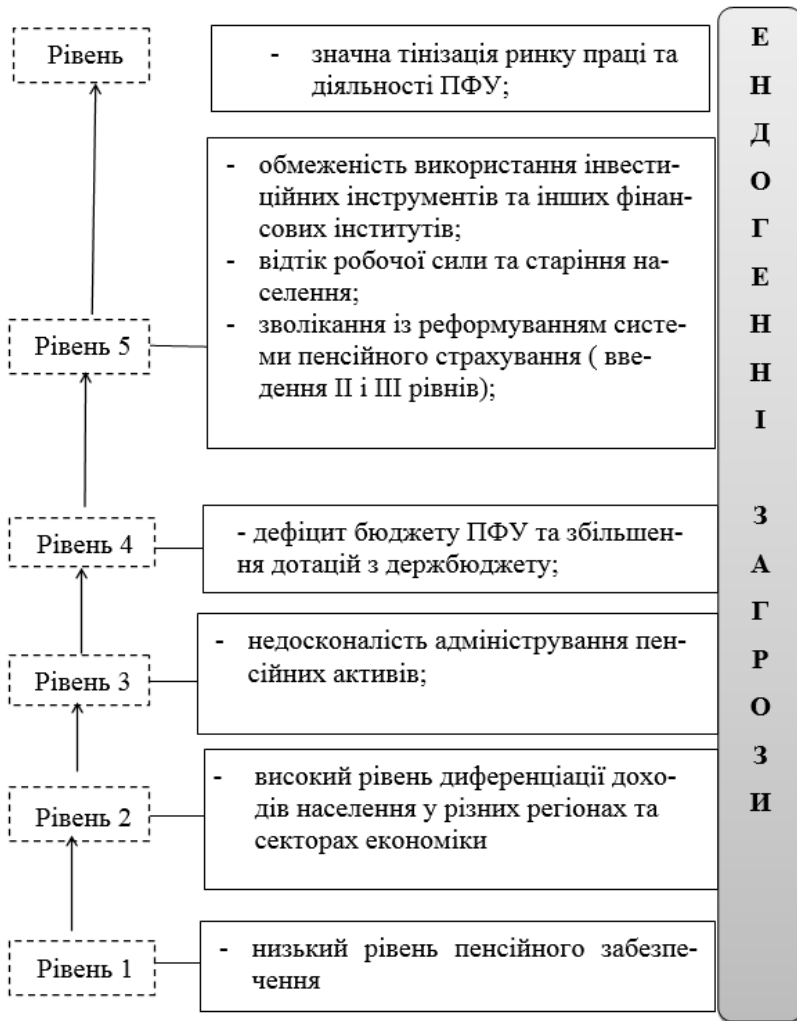 Рівень
- значна тінізація ринку праці та
діяльності ПФУ;
- обмеженість використання інвести-
ційних інструментів та інших фінан-
сових інститутів;
- відтік робочої сили та старіння на-
селення;
- зволікання із реформуванням систе-
ми пенсійного страхування ( вве-
дення ІІ і ІІІ рівнів);
Рівень 5
- дефіцит бюджету ПФУ та збільшен-
ня дотацій з держбюджету;
Рівень 4
- недосконалість адміністрування пен-
сійних активів;
Рівень 3
- високий рівень диференціації дохо-
дів населення у різних регіонах та
секторах економіки
Рівень 2
- низький рівень пенсійного забезпе-
чення
Рівень 1
ЕНДОГЕННІ ЗАГРОЗИ